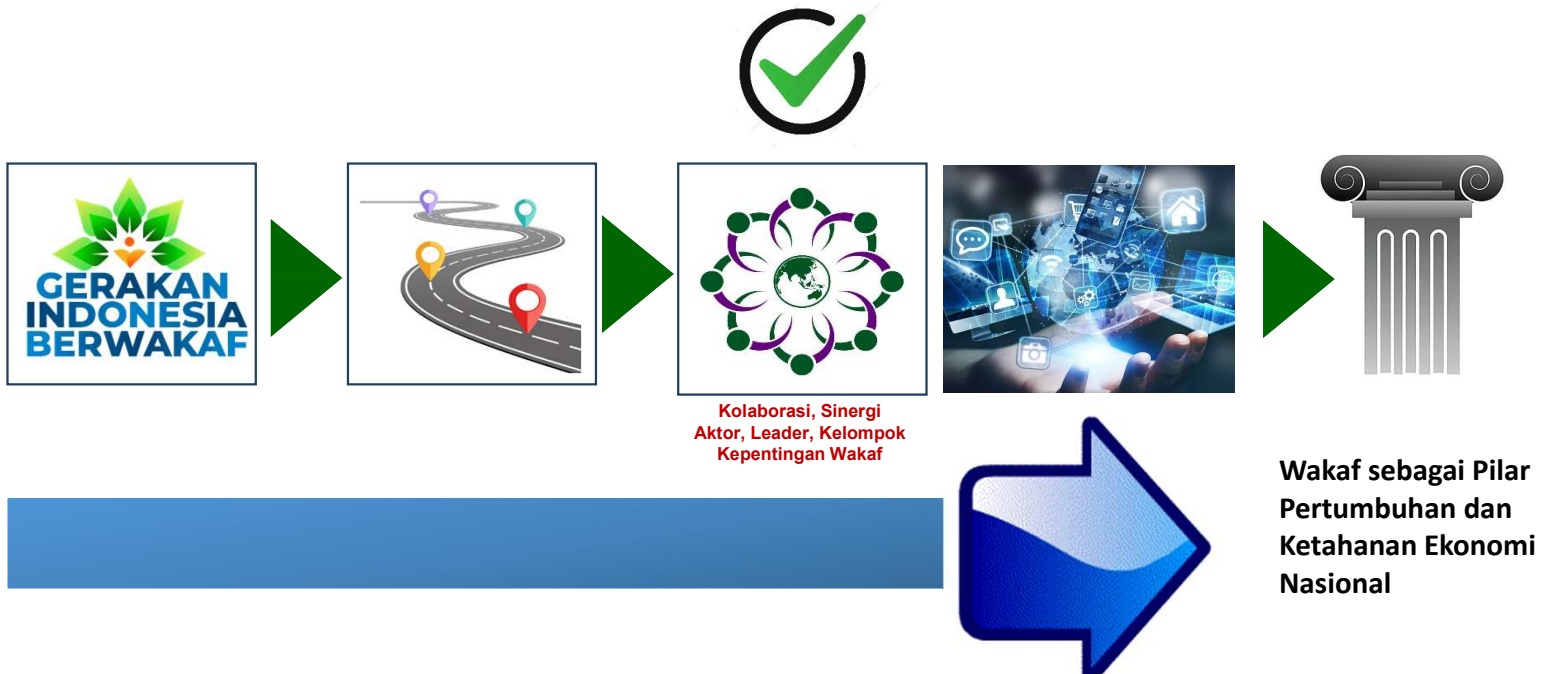 GERAKAN
INDONESIA
BERWAKAF
Kolaborasi, Sinergi
Aktor, Leader, Kelompok
Kepentingan Wakaf
Wakaf sebagai Pilar
Pertumbuhan dan
Ketahanan Ekonomi
Nasional